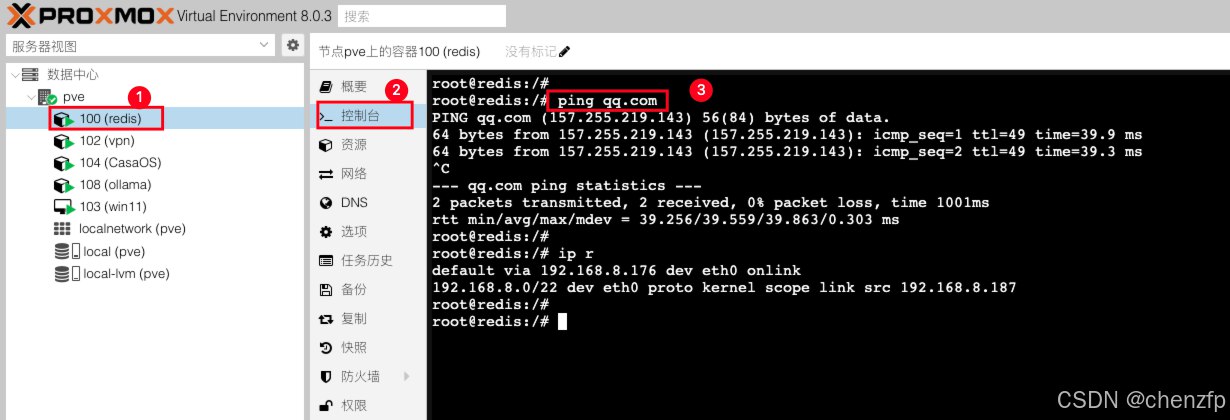 PROXMOX Virtual Environment 8.0.3 搜索
服务器视图
节点pve上的容器100 (redis) 没有标记
数据中心
pve
100 (redis)
102 (vpn)
104 (CasaOS)
108 (ollama)
103 (win11)
localnetwork (pve)
local (pve)
local-lvm (pve)
1
2
3
概要
控制台
资源
网络
DNS
选项
任务历史
备份
复制
快照
防火墙
权限
root@redis:/#
root@redis:/# ping qq.com
PING qq.com (157.255.219.143) 56(84) bytes of data.
64 bytes from 157.255.219.143 (157.255.219.143): icmp_seq=1 ttl=49 time=39.9 ms
64 bytes from 157.255.219.143 (157.255.219.143): icmp_seq=2 ttl=49 time=39.3 ms
^C
--- qq.com ping statistics ---
2 packets transmitted, 2 received, 0% packet loss, time 1001ms
rtt min/avg/max/mdev = 39.256/39.559/39.863/0.303 ms
root@redis:/#
root@redis:/# ip r
default via 192.168.8.176 dev eth0 onlink
192.168.8.0/22 dev eth0 proto kernel scope link src 192.168.8.187
root@redis:/#
root@redis:/#
CSDN @chenzfp